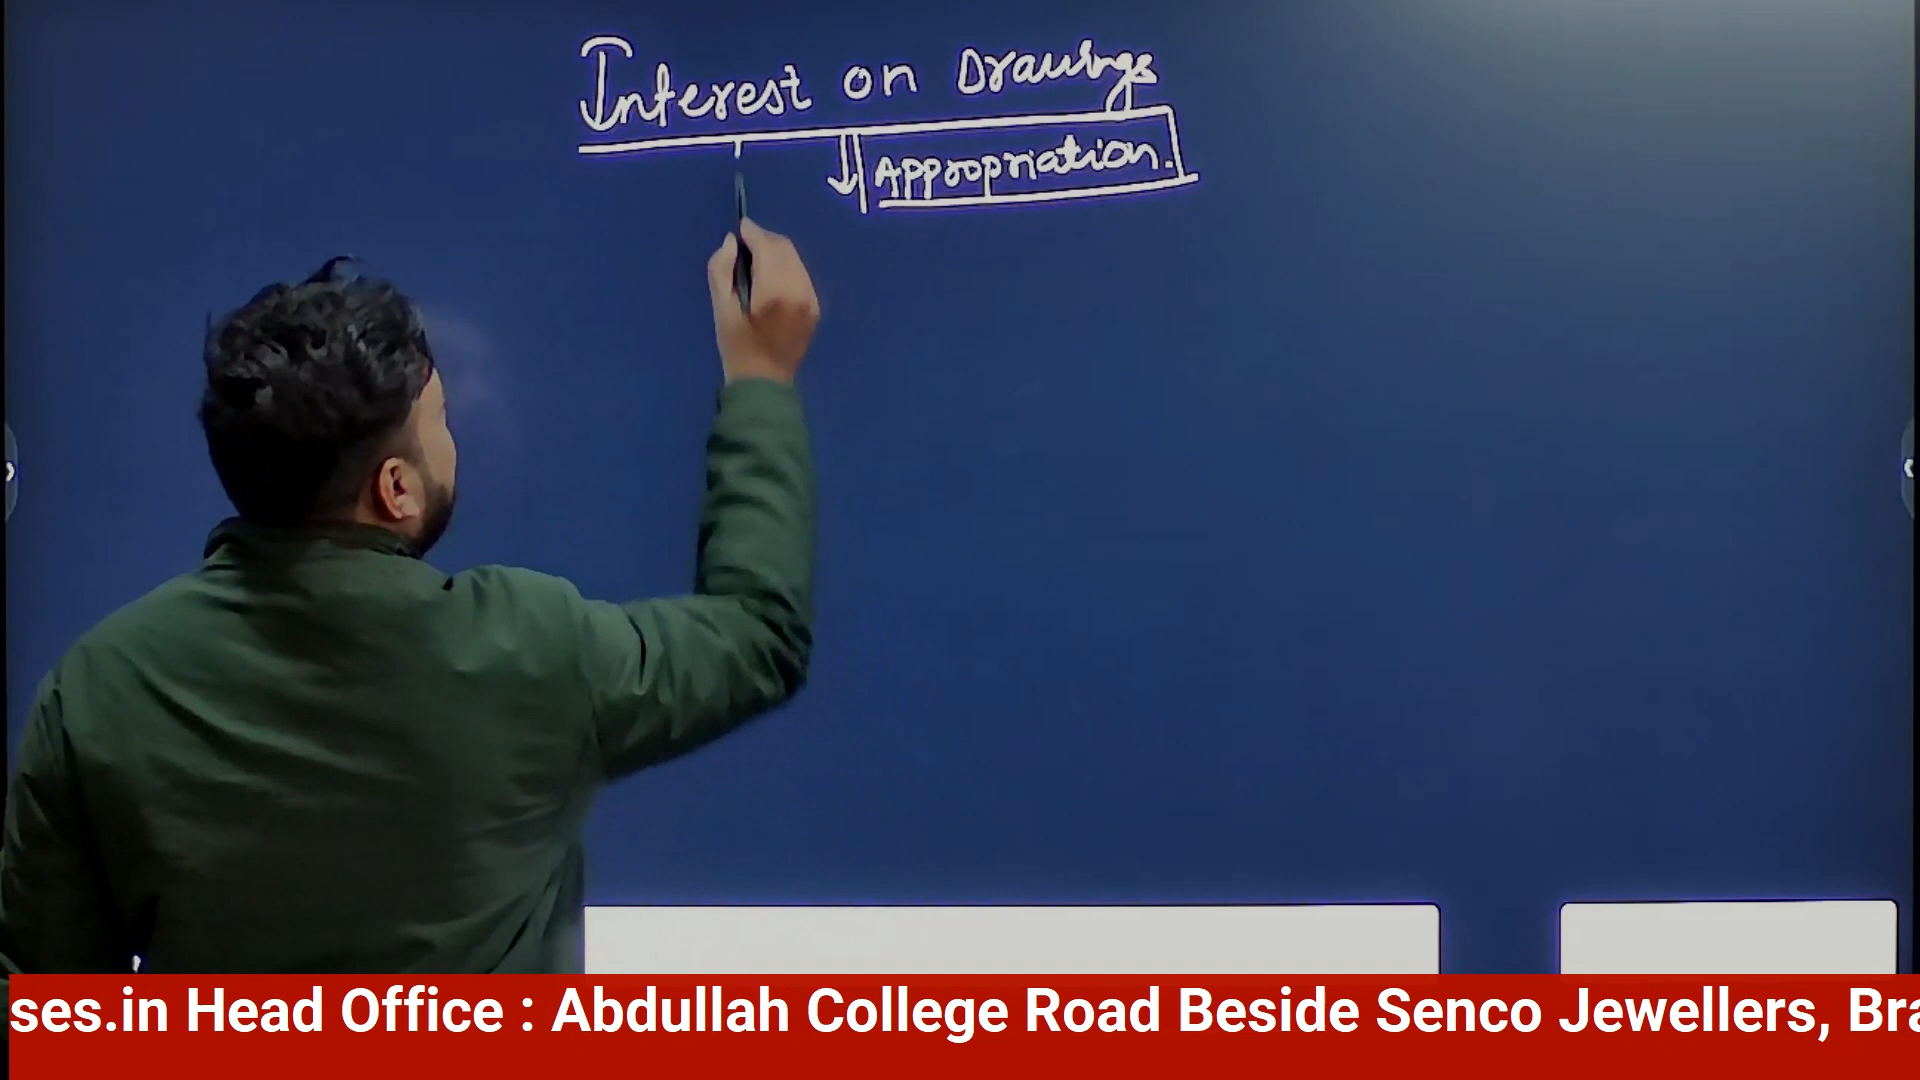 Interest on Drawings
Appropriation.
ses.in Head Office : Abdullah College Road Beside Senco Jewellers, Bra